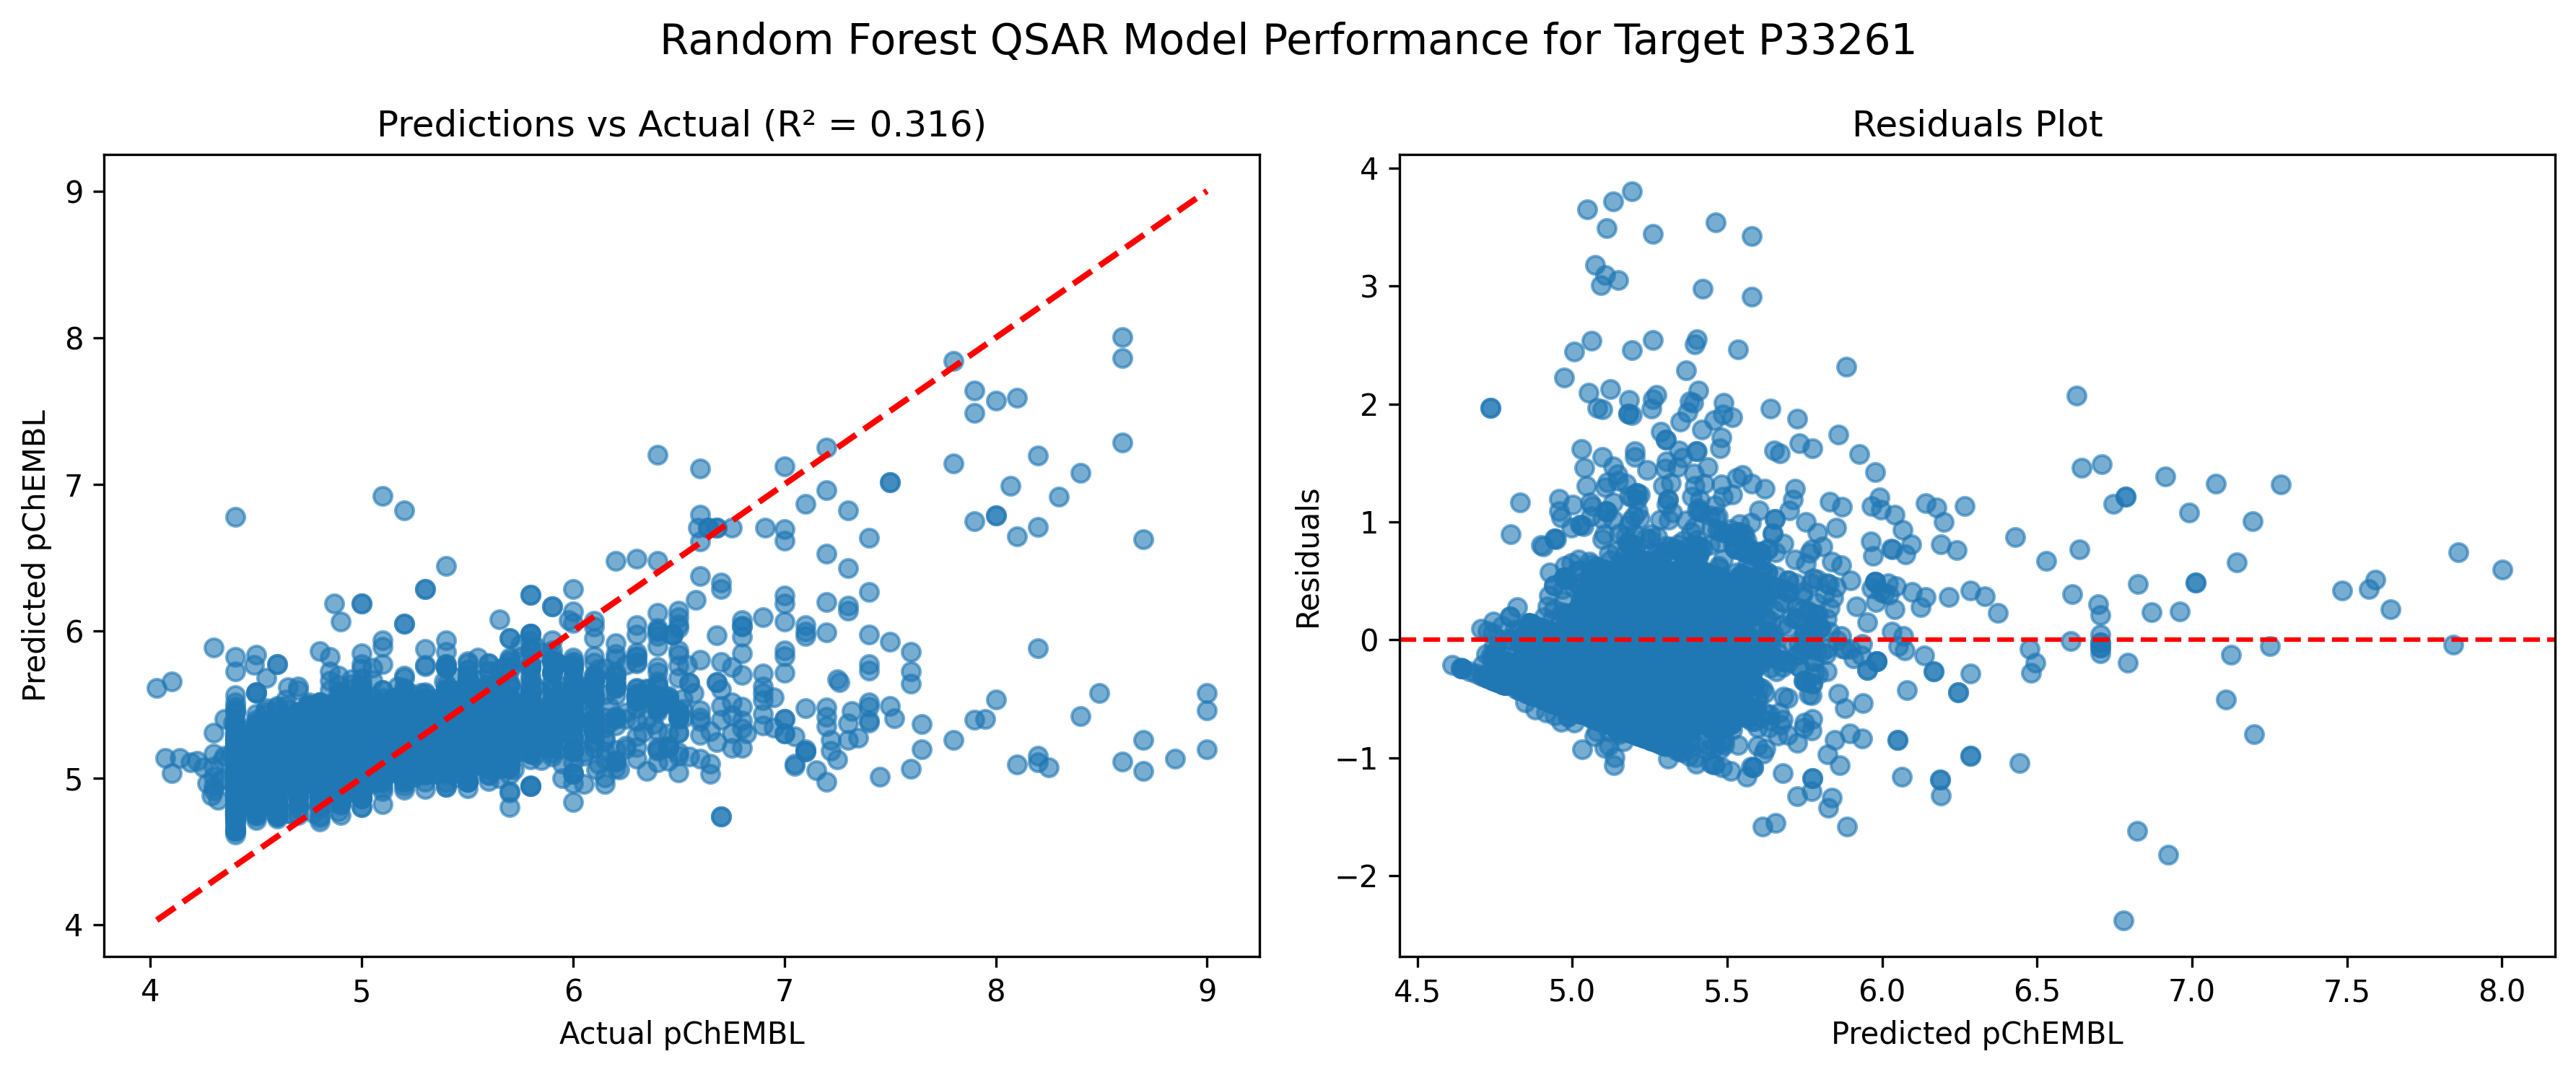 Random Forest QSAR Model Performance for Target P33261
Predictions vs Actual (R² = 0.316)
Predicted pChEMBL
9
8
7
6
5
4
4 5 6 7 8 9
Actual pChEMBL
Residuals Plot
Residuals
4
3
2
1
0
−1
−2
4.5 5.0 5.5 6.0 6.5 7.0 7.5 8.0
Predicted pChEMBL